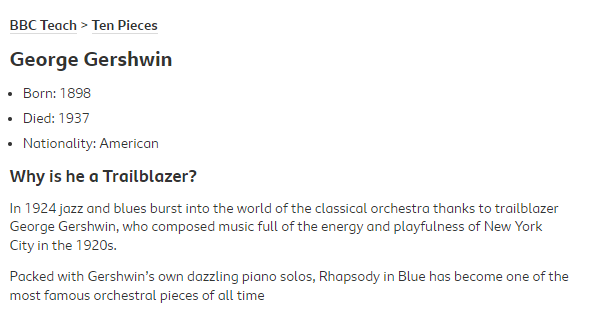 BBC Teach > Ten Pieces
George Gershwin
• Born: 1898
• Died: 1937
• Nationality: American
Why is he a Trailblazer?
In 1924 jazz and blues burst into the world of the classical orchestra thanks to trailblazer
George Gershwin, who composed music full of the energy and playfulness of New York
City in the 1920s.
Packed with Gershwin’s own dazzling piano solos, Rhapsody in Blue has become one of the
most famous orchestral pieces of all time